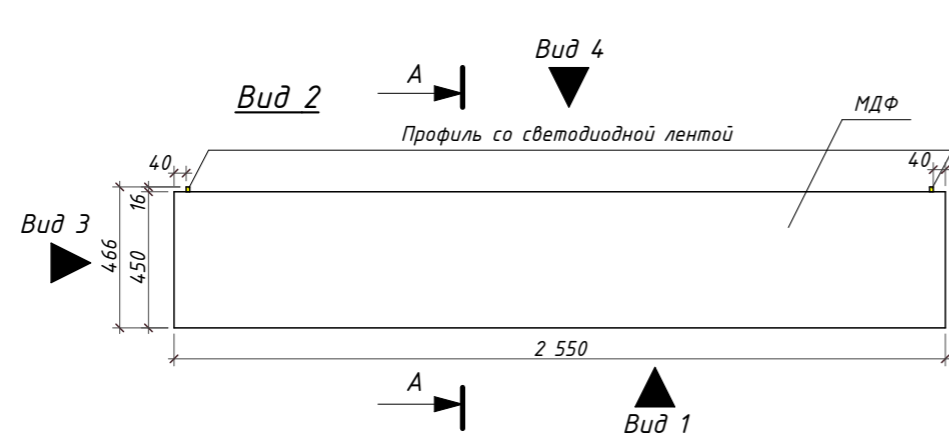 Вид 4
А
Вид 2
МДФ
Профиль со светодиодной лентой
40
40
16
Вид 3
466
450
2 550
А
Вид 1